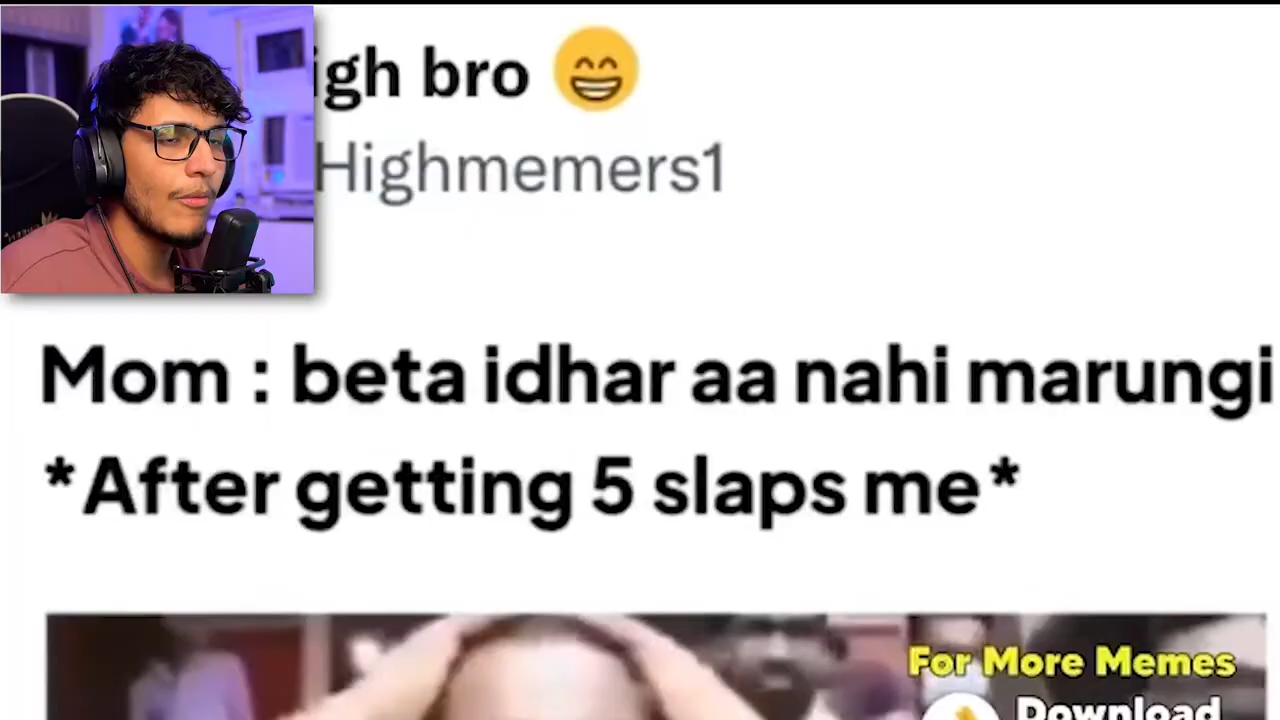 igh bro 😁
Highmemers1
Mom : beta idhar aa nahi marungi
*After getting 5 slaps me*
For More Memes
Download